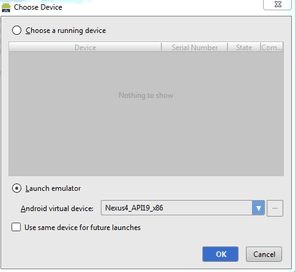 Choose Device
Choose a running device
Device Serial Number State Com...
Nothing to show
Launch emulator
Android virtual device: Nexus4_API19_x86 ...
Use same device for future launches
OK Cancel